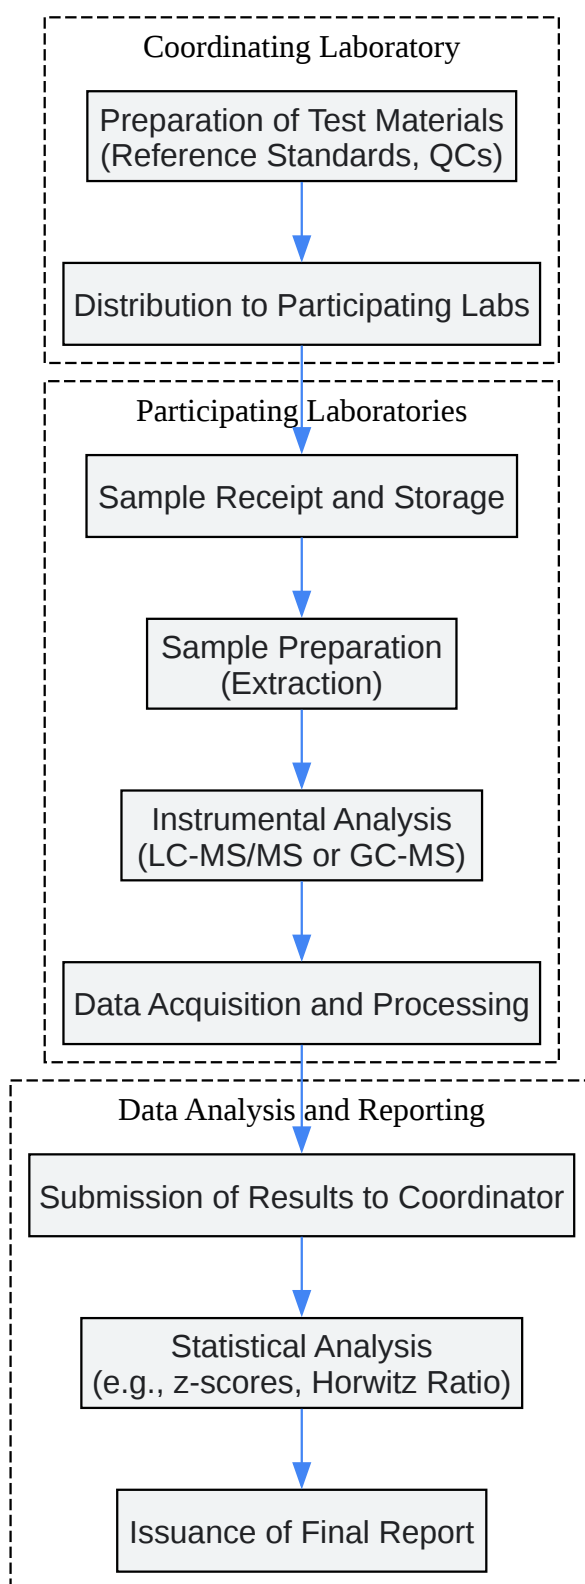 Coordinating Laboratory
Preparation of Test Materials
(Reference Standards, QCs)
Distribution to Participating Labs
Participating Laboratories
Sample Receipt and Storage
Sample Preparation
(Extraction)
Instrumental Analysis
(LC-MS/MS or GC-MS)
Data Acquisition and Processing
Data Analysis and Reporting
Submission of Results to Coordinator
Statistical Analysis
(e.g., z-scores, Horwitz Ratio)
Issuance of Final Report